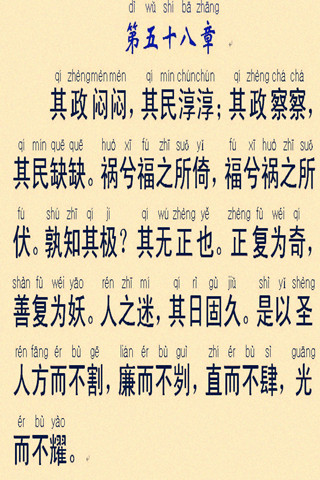 dì wǔ shí bā zhāng
第五十八章
qí zhèngménmén qí mín chúnchún qí zhéng chá chá
其政闷闷，其民淳淳；其政察察，
qí mín quē quē huò xī fú zhī suǒ yǐ fú xī huò zhī suǒ
其民缺缺。祸兮福之所倚，福兮祸之所
fù shú zhī qí jí qí wú zhèng yě zhèng fù wéi qí
伏。孰知其极？其无正也。正复为奇，
shàn fù wéi yāo rén zhī mí qí rì gù jiǔ shì yǐ shéng
善复为妖。人之迷，其日固久。是以圣
rén fāng ér bù gē lián ér bù guì zhí ér bù sì guāng
人方而不割，廉而不刿，直而不肆，光
ér bù yào
而不耀。